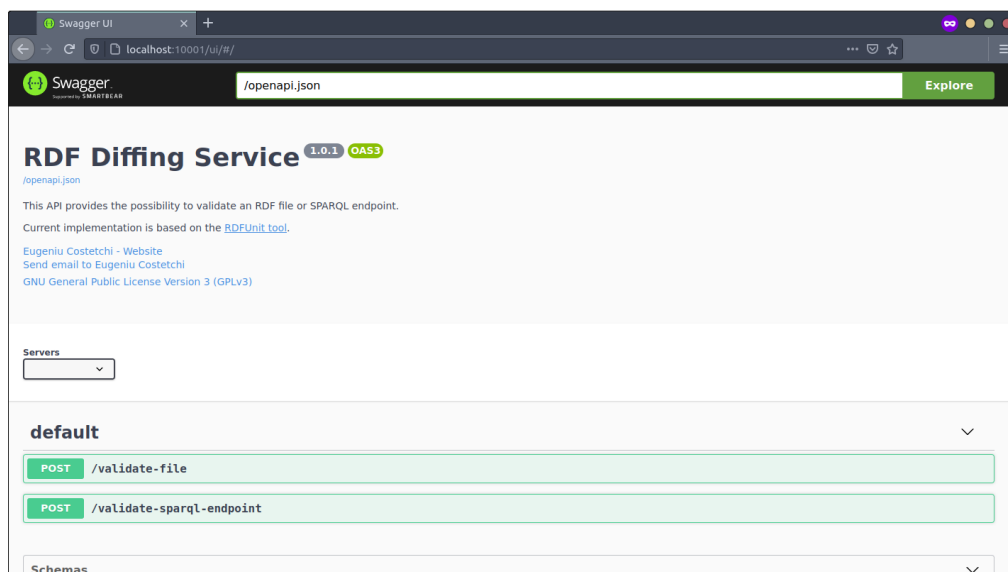 Swagger UI
localhost:10001/ui/#/
Swagger
Supported by SMARTBEAR
/openapi.json
Explore
RDF Diffing Service 1.0.1 OAS3
/openapi.json
This API provides the possibility to validate an RDF file or SPARQL endpoint.
Current implementation is based on the RDFUnit tool.
Eugeniu Costetchi - Website
Send email to Eugeniu Costetchi
GNU General Public License Version 3 (GPLv3)
Servers
default
POST /validate-file
POST /validate-sparql-endpoint
Schemas